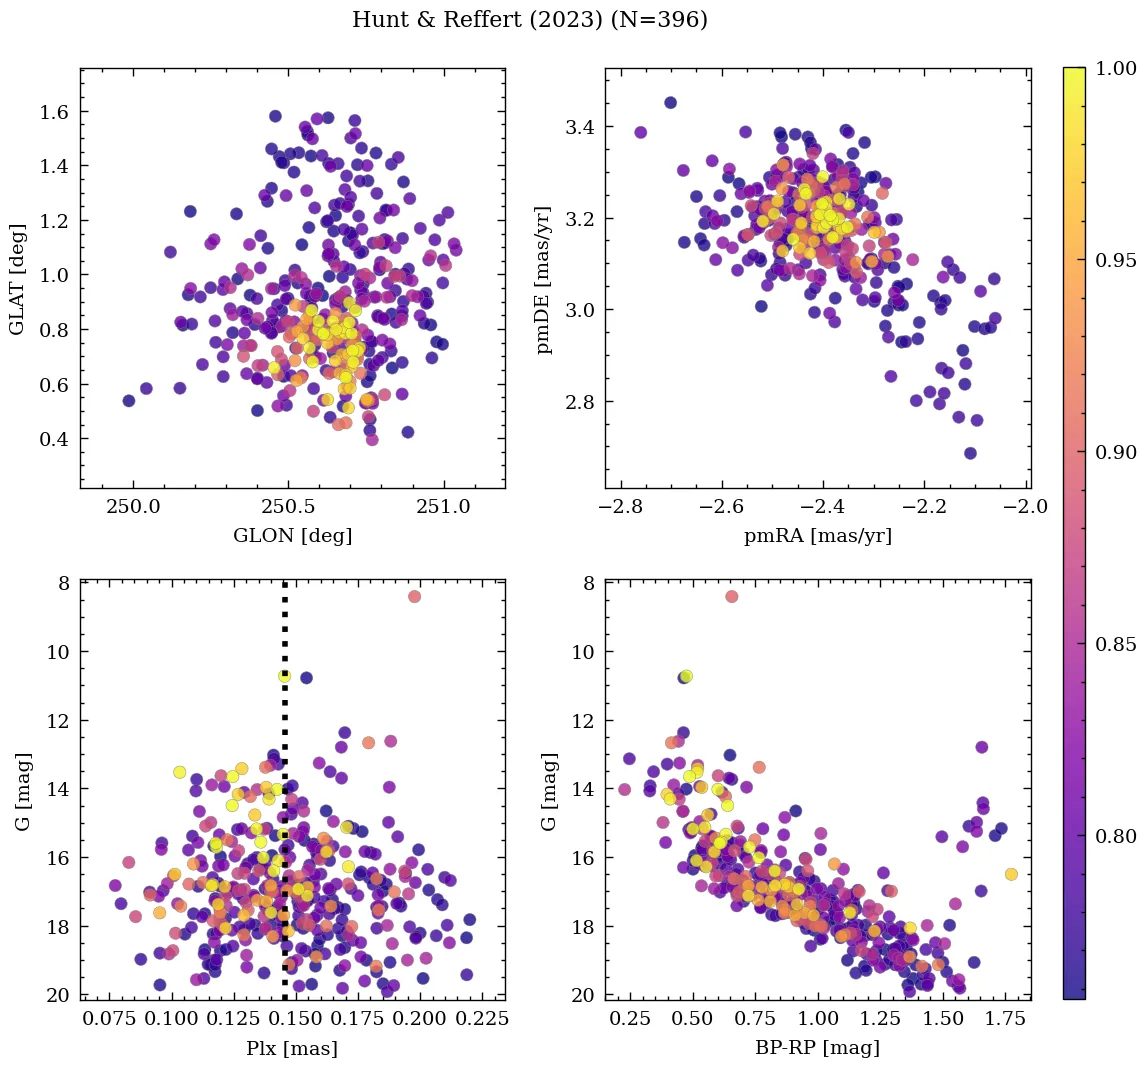 Hunt & Reffert (2023) (N=396)
GLAT [deg]
1.6
1.4
1.2
1.0
0.8
0.6
0.4
250.0 250.5 251.0
GLON [deg]
pmDE [mas/yr]
3.4
3.2
3.0
2.8
−2.8 −2.6 −2.4 −2.2 −2.0
pmRA [mas/yr]
1.00
0.95
0.90
0.85
0.80
G [mag]
8
10
12
14
16
18
20
0.075 0.100 0.125 0.150 0.175 0.200 0.225
Plx [mas]
G [mag]
8
10
12
14
16
18
20
0.25 0.50 0.75 1.00 1.25 1.50 1.75
BP-RP [mag]